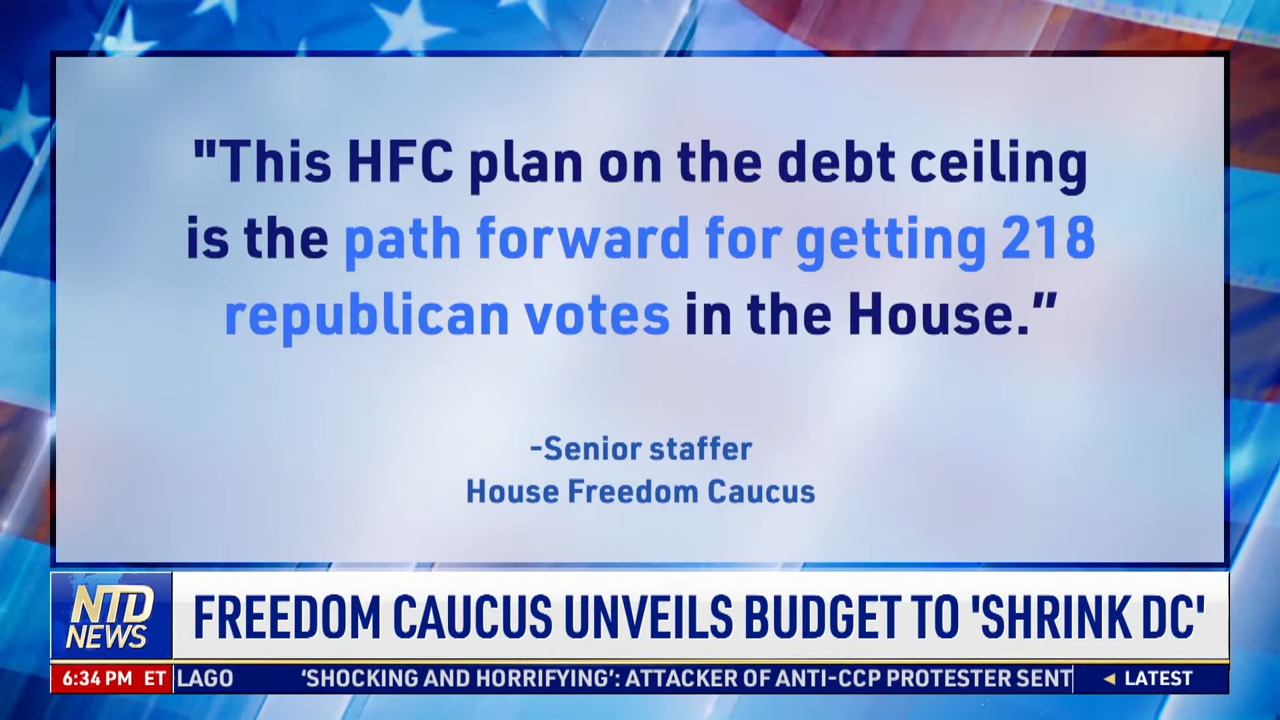 "This HFC plan on the debt ceiling
is the path forward for getting 218
republican votes in the House.”
-Senior staffer
House Freedom Caucus
NTD
NEWS
FREEDOM CAUCUS UNVEILS BUDGET TO 'SHRINK DC'
6:34 PM ET LAGO ‘SHOCKING AND HORRIFYING’: ATTACKER OF ANTI-CCP PROTESTER SENT ◄ LATEST